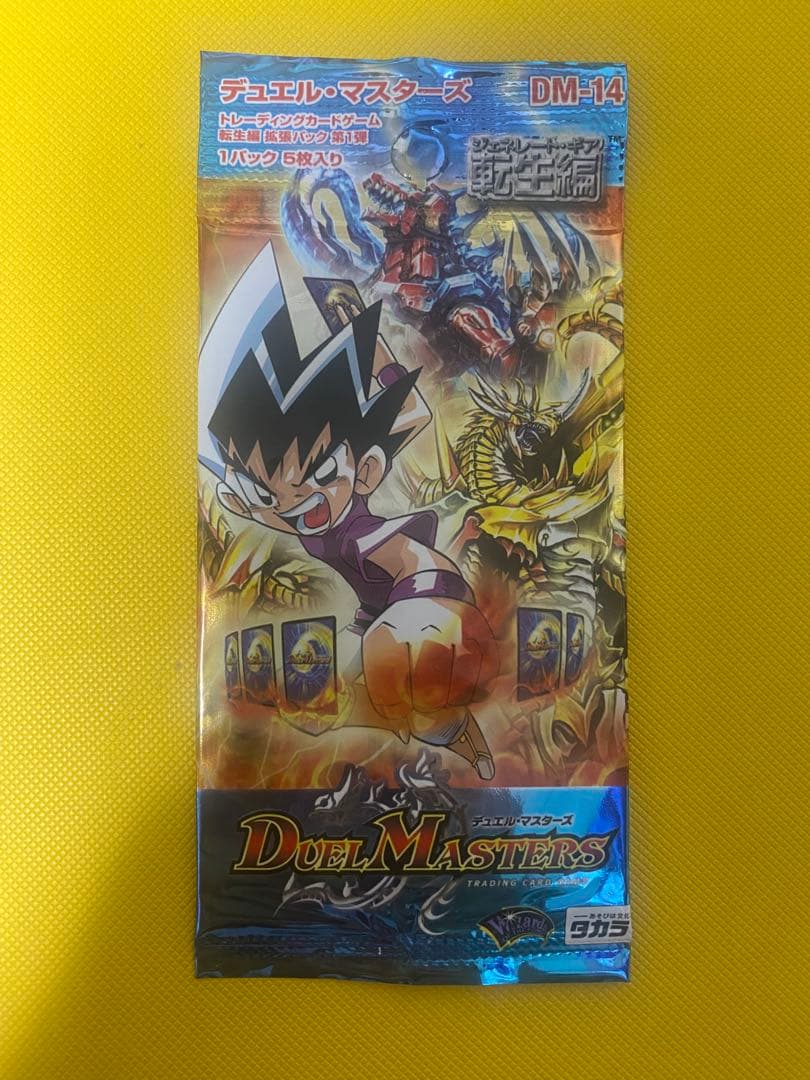 デュエル・マスターズ DM-14
トレーディングカードゲーム
転生編 拡張パック 第1弾
1パック 5枚入り
ジェネレート・ギア
転生編
TM
デュエル・マスターズ
DUEL MASTERS
TRADING CARD GAME
Wizards
あそびは文化
タカラ